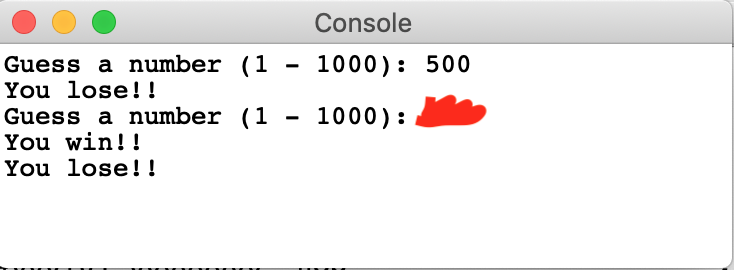 Console
Guess a number (1 - 1000): 500
You lose!!
Guess a number (1 - 1000):
You win!!
You lose!!